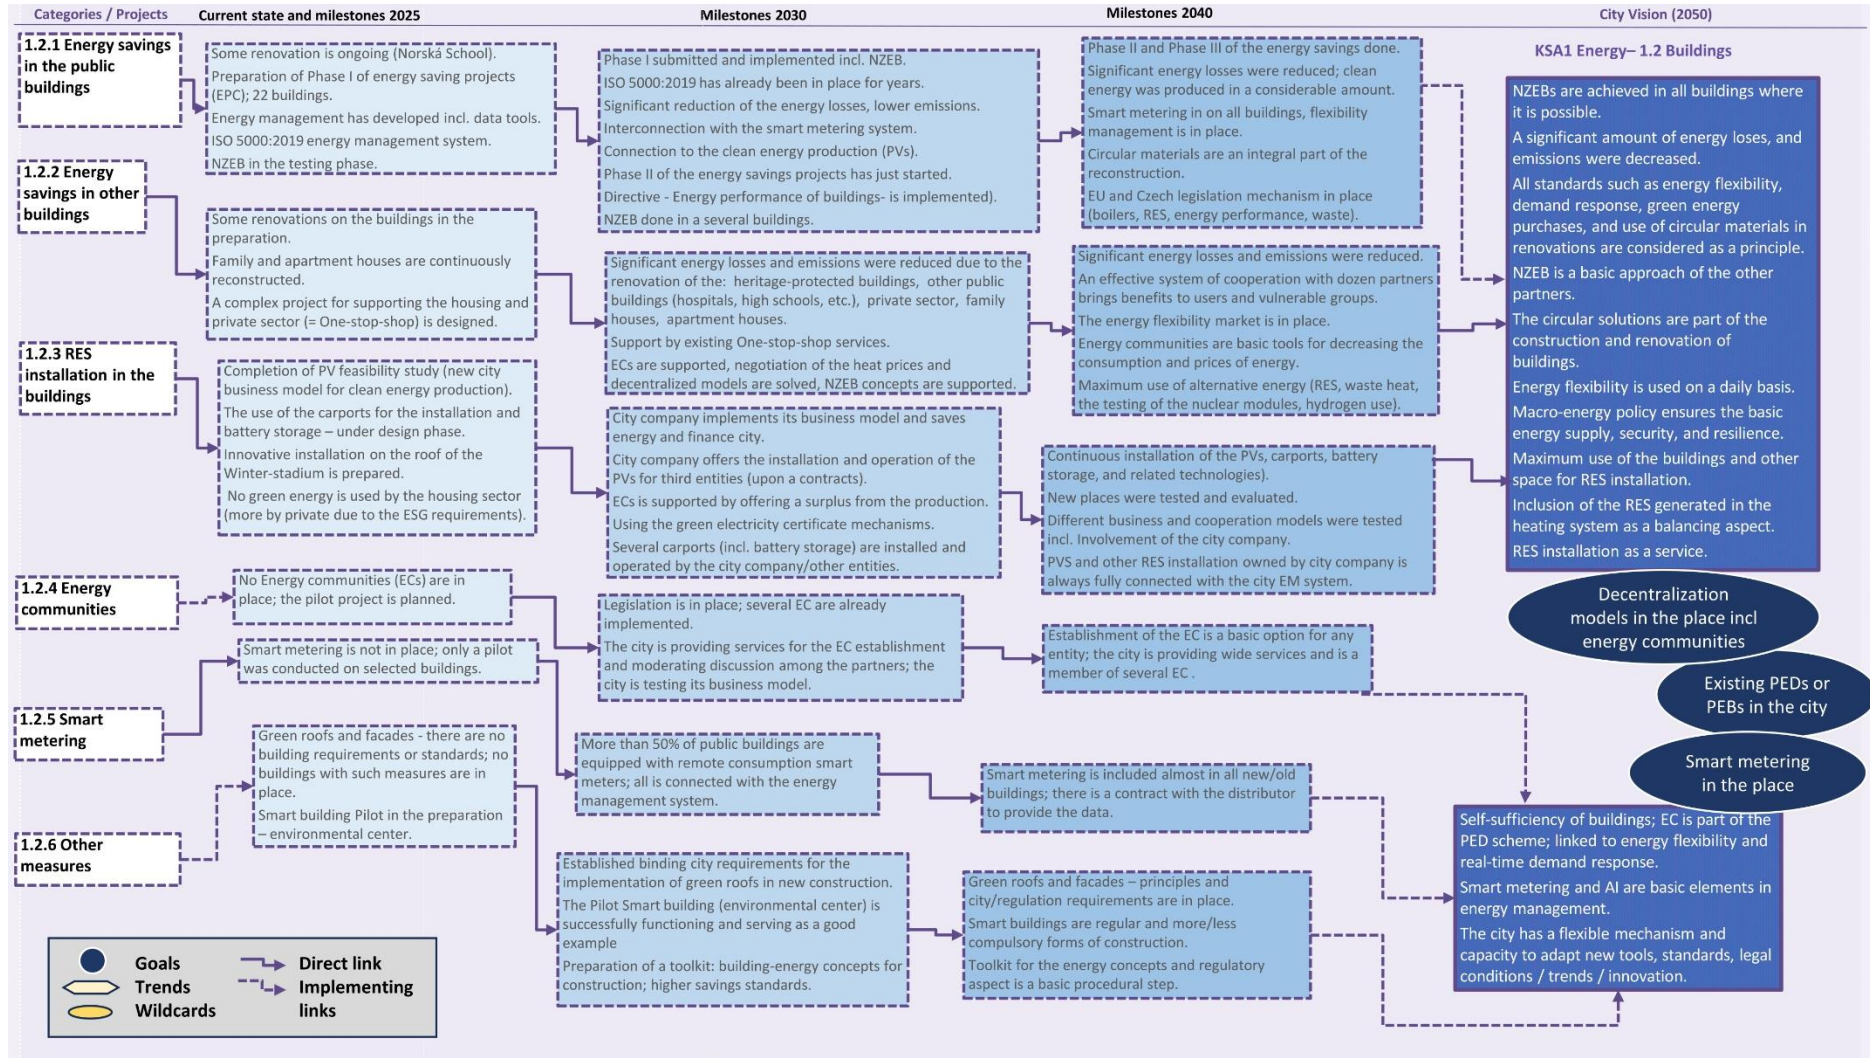 Categories / Projects
Current state and milestones 2025
Milestones 2030
Milestones 2040
City Vision (2050)
1.2.1 Energy savings
in the public
buildings
Some renovation is ongoing (Norská School).
Preparation of Phase I of energy saving projects
(EPC); 22 buildings.
Energy management has developed incl. data tools.
ISO 5000:2019 energy management system.
NZEB in the testing phase.
Phase I submitted and implemented incl. NZEB.
ISO 5000:2019 has already been in place for years.
Significant reduction of the energy losses, lower emissions.
Interconnection with the smart metering system.
Connection to the clean energy production (PVs).
Phase II of the energy savings projects has just started.
Directive - Energy performance of buildings- is implemented).
NZEB done in a several buildings.
Phase II and Phase III of the energy savings done.
Significant energy losses were reduced; clean
energy was produced in a considerable amount.
Smart metering in on all buildings, flexibility
management is in place.
Circular materials are an integral part of the
reconstruction.
EU and Czech legislation mechanism in place
(boilers, RES, energy performance, waste).
1.2.2 Energy
savings in other
buildings
Some renovations on the buildings in the
preparation.
Family and apartment houses are continuously
reconstructed.
A complex project for supporting the housing and
private sector (= One-stop-shop) is designed.
Significant energy losses and emissions were reduced due to the
renovation of the: heritage-protected buildings, other public
buildings (hospitals, high schools, etc.), private sector, family
houses, apartment houses.
Support by existing One-stop-shop services.
ECs are supported, negotiation of the heat prices and
decentralized models are solved, NZEB concepts are supported.
Significant energy losses and emissions were reduced.
An effective system of cooperation with dozen partners
brings benefits to users and vulnerable groups.
The energy flexibility market is in place.
Energy communities are basic tools for decreasing the
consumption and prices of energy.
Maximum use of alternative energy (RES, waste heat,
the testing of the nuclear modules, hydrogen use).
1.2.3 RES
installation in the
buildings
Completion of PV feasibility study (new city
business model for clean energy production).
The use of the carports for the installation and
battery storage – under design phase.
Innovative installation on the roof of the
Winter-stadium is prepared.
No green energy is used by the housing sector
(more by private due to the ESG requirements).
City company implements its business model and saves
energy and finance city.
City company offers the installation and operation of the
PVs for third entities (upon a contracts).
ECs is supported by offering a surplus from the production.
Using the green electricity certificate mechanisms.
Several carports (incl. battery storage) are installed and
operated by the city company/other entities.
Continuous installation of the PVs, carports, battery
storage, and related technologies).
New places were tested and evaluated.
Different business and cooperation models were tested
incl. Involvement of the city company.
PVS and other RES installation owned by city company is
always fully connected with the city EM system.
1.2.4 Energy
communities
No Energy communities (ECs) are in
place; the pilot project is planned.
Legislation is in place; several EC are already
implemented.
The city is providing services for the EC establishment
and moderating discussion among the partners; the
city is testing its business model.
Establishment of the EC is a basic option for any
entity; the city is providing wide services and is a
member of several EC .
1.2.5 Smart
metering
Smart metering is not in place; only a pilot
was conducted on selected buildings.
More than 50% of public buildings are
equipped with remote consumption smart
meters; all is connected with the energy
management system.
Smart metering is included almost in all new/old
buildings; there is a contract with the distributor
to provide the data.
1.2.6 Other
measures
Green roofs and facades - there are no
building requirements or standards; no
buildings with such measures are in
place.
Smart building Pilot in the preparation
– environmental center.
Established binding city requirements for the
implementation of green roofs in new construction.
The Pilot Smart building (environmental center) is
successfully functioning and serving as a good
example
Preparation of a toolkit: building-energy concepts for
construction; higher savings standards.
Green roofs and facades – principles and
city/regulation requirements are in place.
Smart buildings are regular and more/less
compulsory forms of construction.
Toolkit for the energy concepts and regulatory
aspect is a basic procedural step.
KSA1 Energy– 1.2 Buildings
NZEBs are achieved in all buildings where
it is possible.
A significant amount of energy loses, and
emissions were decreased.
All standards such as energy flexibility,
demand response, green energy
purchases, and use of circular materials in
renovations are considered as a principle.
NZEB is a basic approach of the other
partners.
The circular solutions are part of the
construction and renovation of
buildings.
Energy flexibility is used on a daily basis.
Macro-energy policy ensures the basic
energy supply, security, and resilience.
Maximum use of the buildings and other
space for RES installation.
Inclusion of the RES generated in the
heating system as a balancing aspect.
RES installation as a service.
Decentralization
models in the place incl
energy communities
Existing PEDs or
PEBs in the city
Smart metering
in the place
Self-sufficiency of buildings; EC is part of the
PED scheme; linked to energy flexibility and
real-time demand response.
Smart metering and AI are basic elements in
energy management.
The city has a flexible mechanism and
capacity to adapt new tools, standards, legal
conditions / trends / innovation.
Goals
Trends
Wildcards
Direct link
Implementing
links